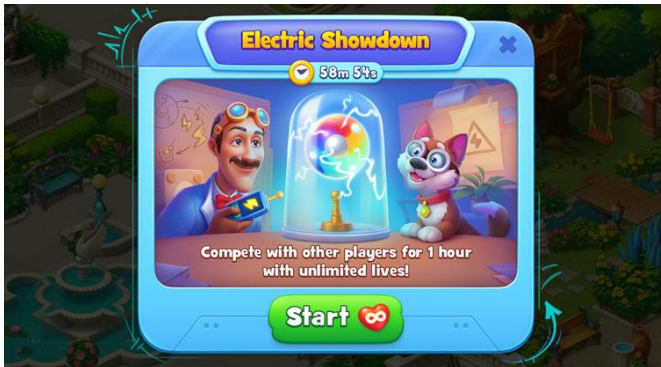 Electric Showdown
58m 54s
Compete with other players for 1 hour
with unlimited lives!
Start